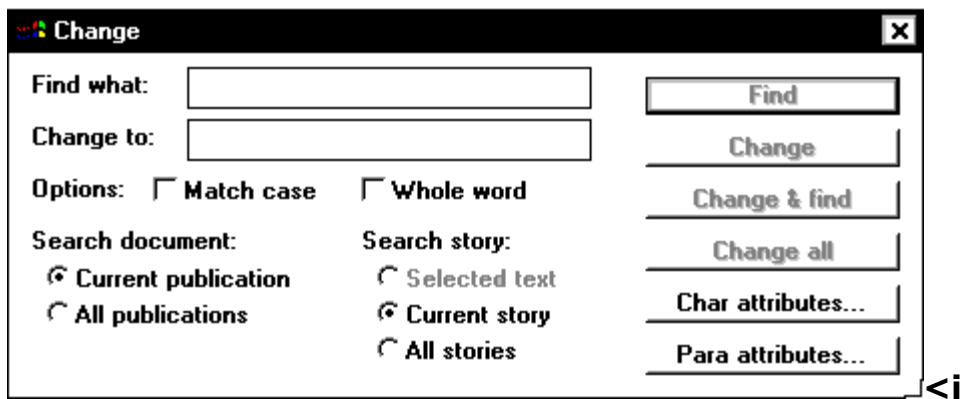 Change
Find what:
Find
Change to:
Change
Options: Match case Whole word
Change & find
Search document: Search story:
Change all
Current publication Selected text
All publications Current story
Char attributes...
All stories
Para attributes...
<i